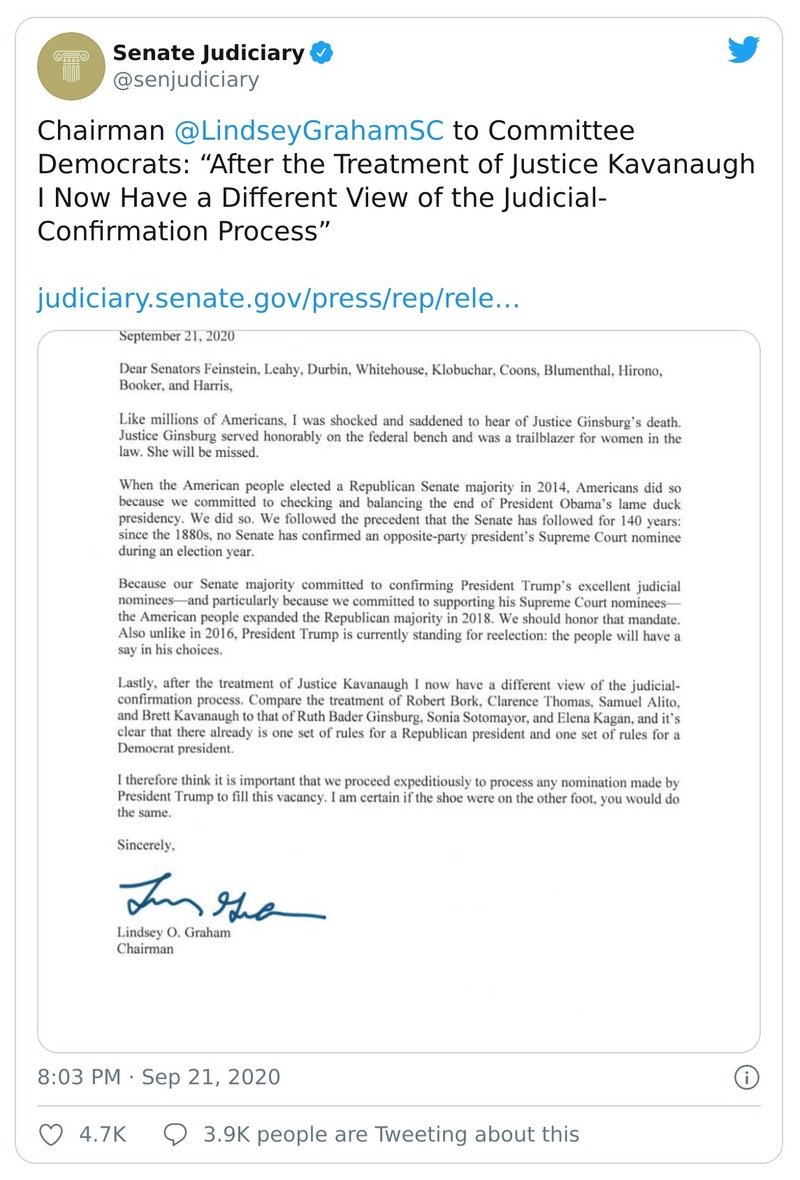 Senate Judiciary
@senjudiciary
Chairman @LindseyGrahamSC to Committee
Democrats: “After the Treatment of Justice Kavanaugh
I Now Have a Different View of the Judicial-
Confirmation Process”
judiciary.senate.gov/press/rep/rele…
September 21, 2020
Dear Senators Feinstein, Leahy, Durbin, Whitehouse, Klobuchar, Coons, Blumenthal, Hirono,
Booker, and Harris,
Like millions of Americans, I was shocked and saddened to hear of Justice Ginsburg’s death.
Justice Ginsburg served honorably on the federal bench and was a trailblazer for women in the
law. She will be missed.
When the American people elected a Republican Senate majority in 2014, Americans did so
because we committed to checking and balancing the end of President Obama’s lame duck
presidency. We did so. We followed the precedent that the Senate has followed for 140 years:
since the 1880s, no Senate has confirmed an opposite-party president’s Supreme Court nominee
during an election year.
Because our Senate majority committed to confirming President Trump’s excellent judicial
nominees—and particularly because we committed to supporting his Supreme Court nominees—
the American people expanded the Republican majority in 2018. We should honor that mandate.
Also unlike in 2016, President Trump is currently standing for reelection: the people will have a
say in his choices.
Lastly, after the treatment of Justice Kavanaugh I now have a different view of the judicial-
confirmation process. Compare the treatment of Robert Bork, Clarence Thomas, Samuel Alito,
and Brett Kavanaugh to that of Ruth Bader Ginsburg, Sonia Sotomayor, and Elena Kagan, and it’s
clear that there already is one set of rules for a Republican president and one set of rules for a
Democrat president.
I therefore think it is important that we proceed expeditiously to process any nomination made by
President Trump to fill this vacancy. I am certain if the shoe were on the other foot, you would do
the same.
Sincerely,
Lindsey O. Graham
Chairman
8:03 PM · Sep 21, 2020
4.7K 3.9K people are Tweeting about this